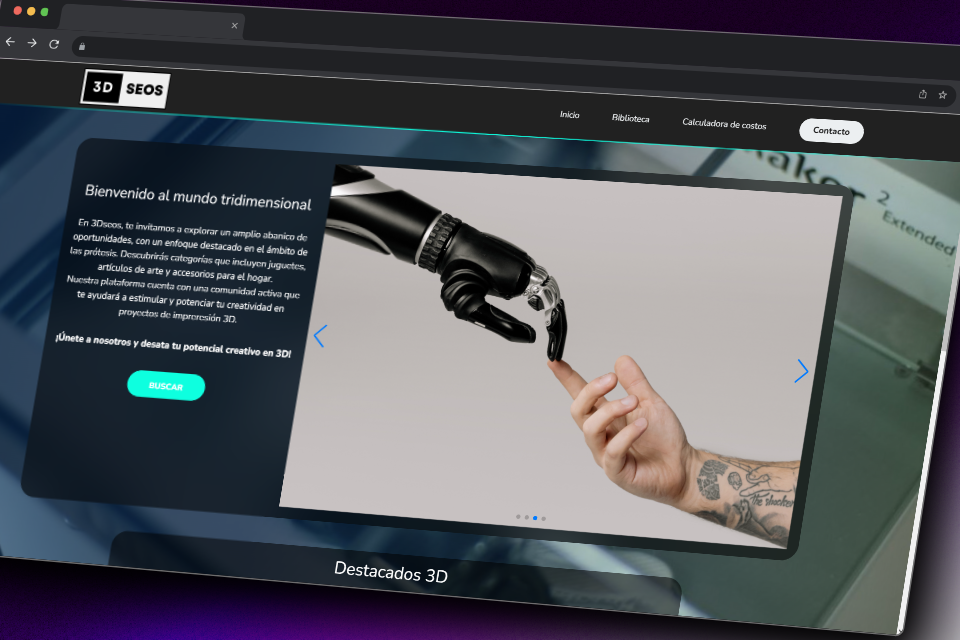 3D SEOS
Inicio
Biblioteca
Calculadora de costos
Contacto
2
Extended
Bienvenido al mundo tridimensional
En 3Dseos, te invitamos a explorar un amplio abanico de
oportunidades, con un enfoque destacado en el ámbito de
las prótesis. Descubrirás categorías que incluyen juguetes,
artículos de arte y accesorios para el hogar.
Nuestra plataforma cuenta con una comunidad activa que
te ayudará a estimular y potenciar tu creatividad en
proyectos de impreresión 3D.
¡Únete a nosotros y desata tu potencial creativo en 3D!
BUSCAR
the shocker
Destacados 3D